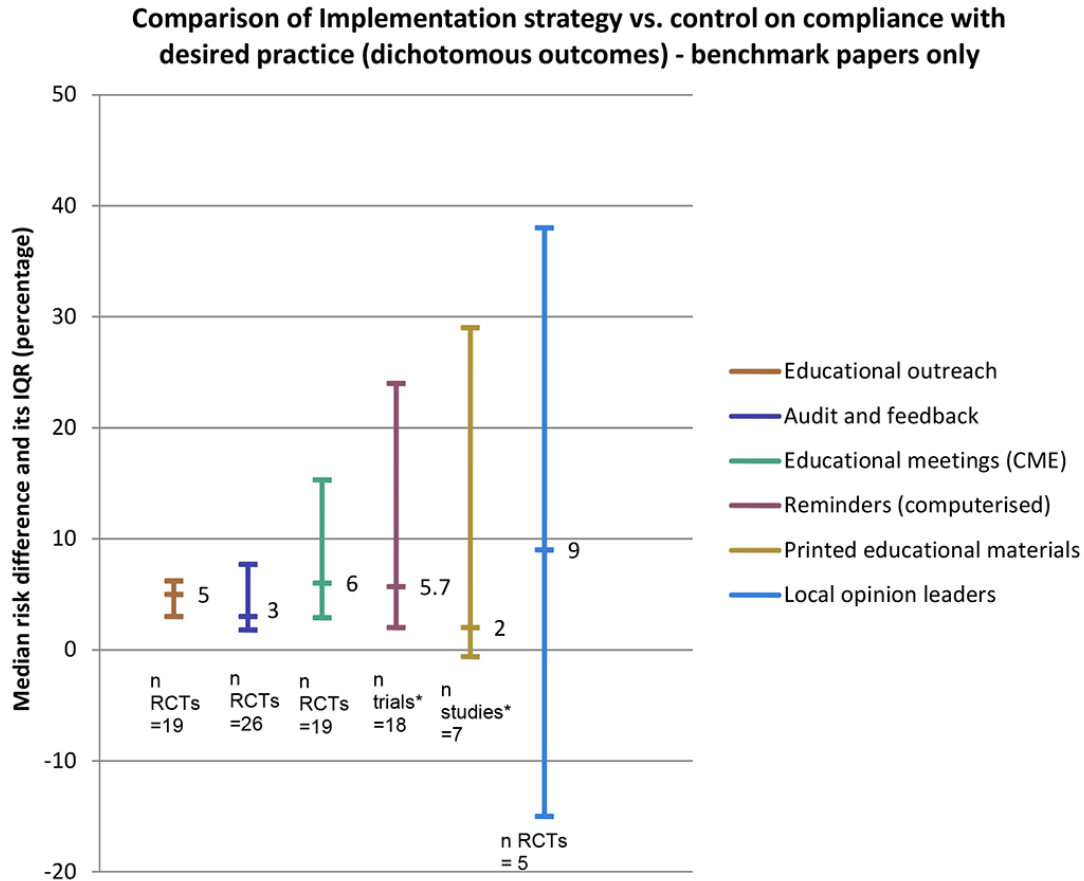 Comparison of Implementation strategy vs. control on compliance with
desired practice (dichotomous outcomes) - benchmark papers only
Median risk difference and its IQR (percentage)
50
40
30
20
10
0
-10
-20
5
3
6
5.7
2
9
n
RCTs
=19
n
RCTs
=26
n
RCTs
=19
n
trials*
=18
n
studies*
=7
n RCTs
= 5
Educational outreach
Audit and feedback
Educational meetings (CME)
Reminders (computerised)
Printed educational materials
Local opinion leaders